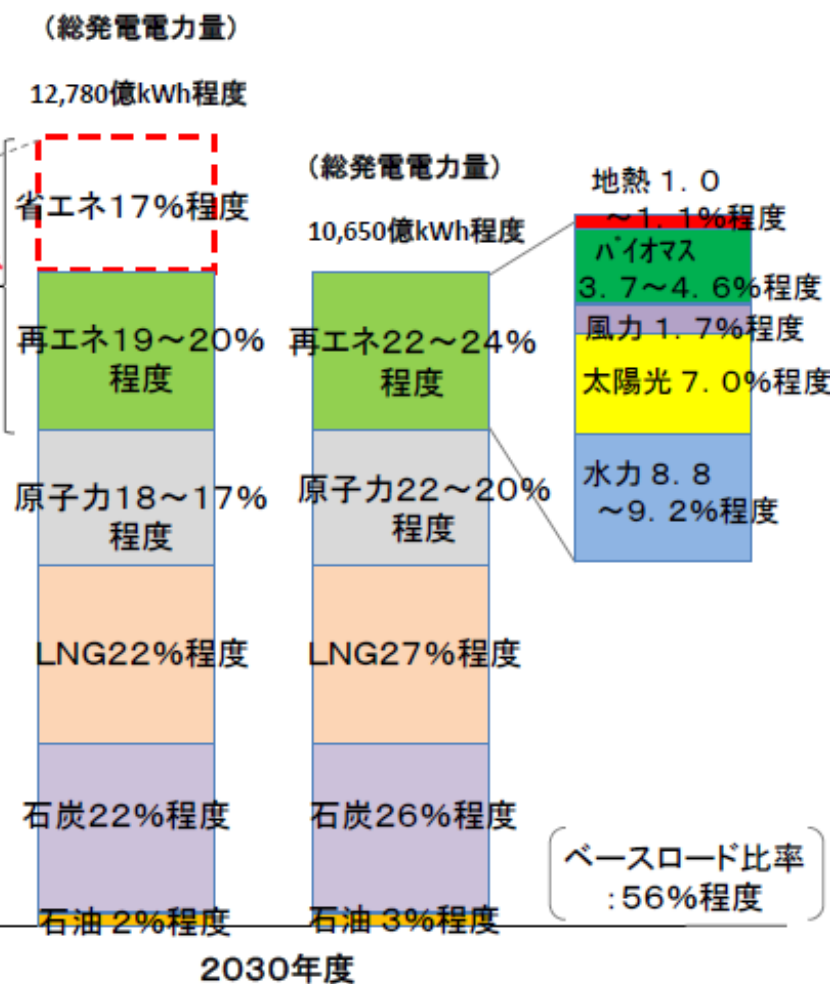 （総発電電力量）
12,780億kWh程度
省エネ17%程度
再エネ19～20%
程度
原子力18～17%
程度
LNG22%程度
石炭22%程度
石油 2%程度
（総発電電力量）
10,650億kWh程度
再エネ22～24%
程度
原子力22～20%
程度
LNG27%程度
石炭26%程度
石油 3%程度
地熱 1．0
～1．1%程度
バイオマス
3．7～4．6%程度
風力 1．7%程度
太陽光 7．0%程度
水力 8．8
～9．2%程度
ベースロード比率
:56%程度
2030年度